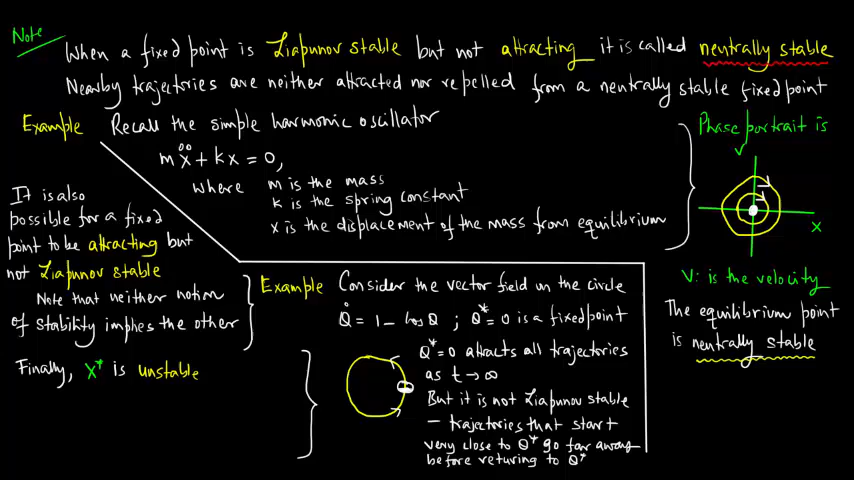 Note
When a fixed point is Liapunov stable but not attracting it is called neutrally stable
Nearby trajectories are neither attracted nor repelled from a neutrally stable fixed point
Example Recall the simple harmonic oscillator
mẍ + kx = 0,
where m is the mass
k is the spring constant
x is the displacement of the mass from equilibrium
Phase portrait is
v
x
v: is the velocity
The equilibrium point
is neutrally stable
It is also
possible for a fixed
point to be attracting but
not Liapunov stable
Note that neither notion
of stability implies the other
Finally, x* is unstable
Example Consider the vector field on the circle
Q̇ = 1 - cos Q ; Q* = 0 is a fixed point
Q* = 0 attracts all trajectories
as t → ∞
But it is not Liapunov stable
- trajectories that start
very close to Q* go far away
before returning to Q*